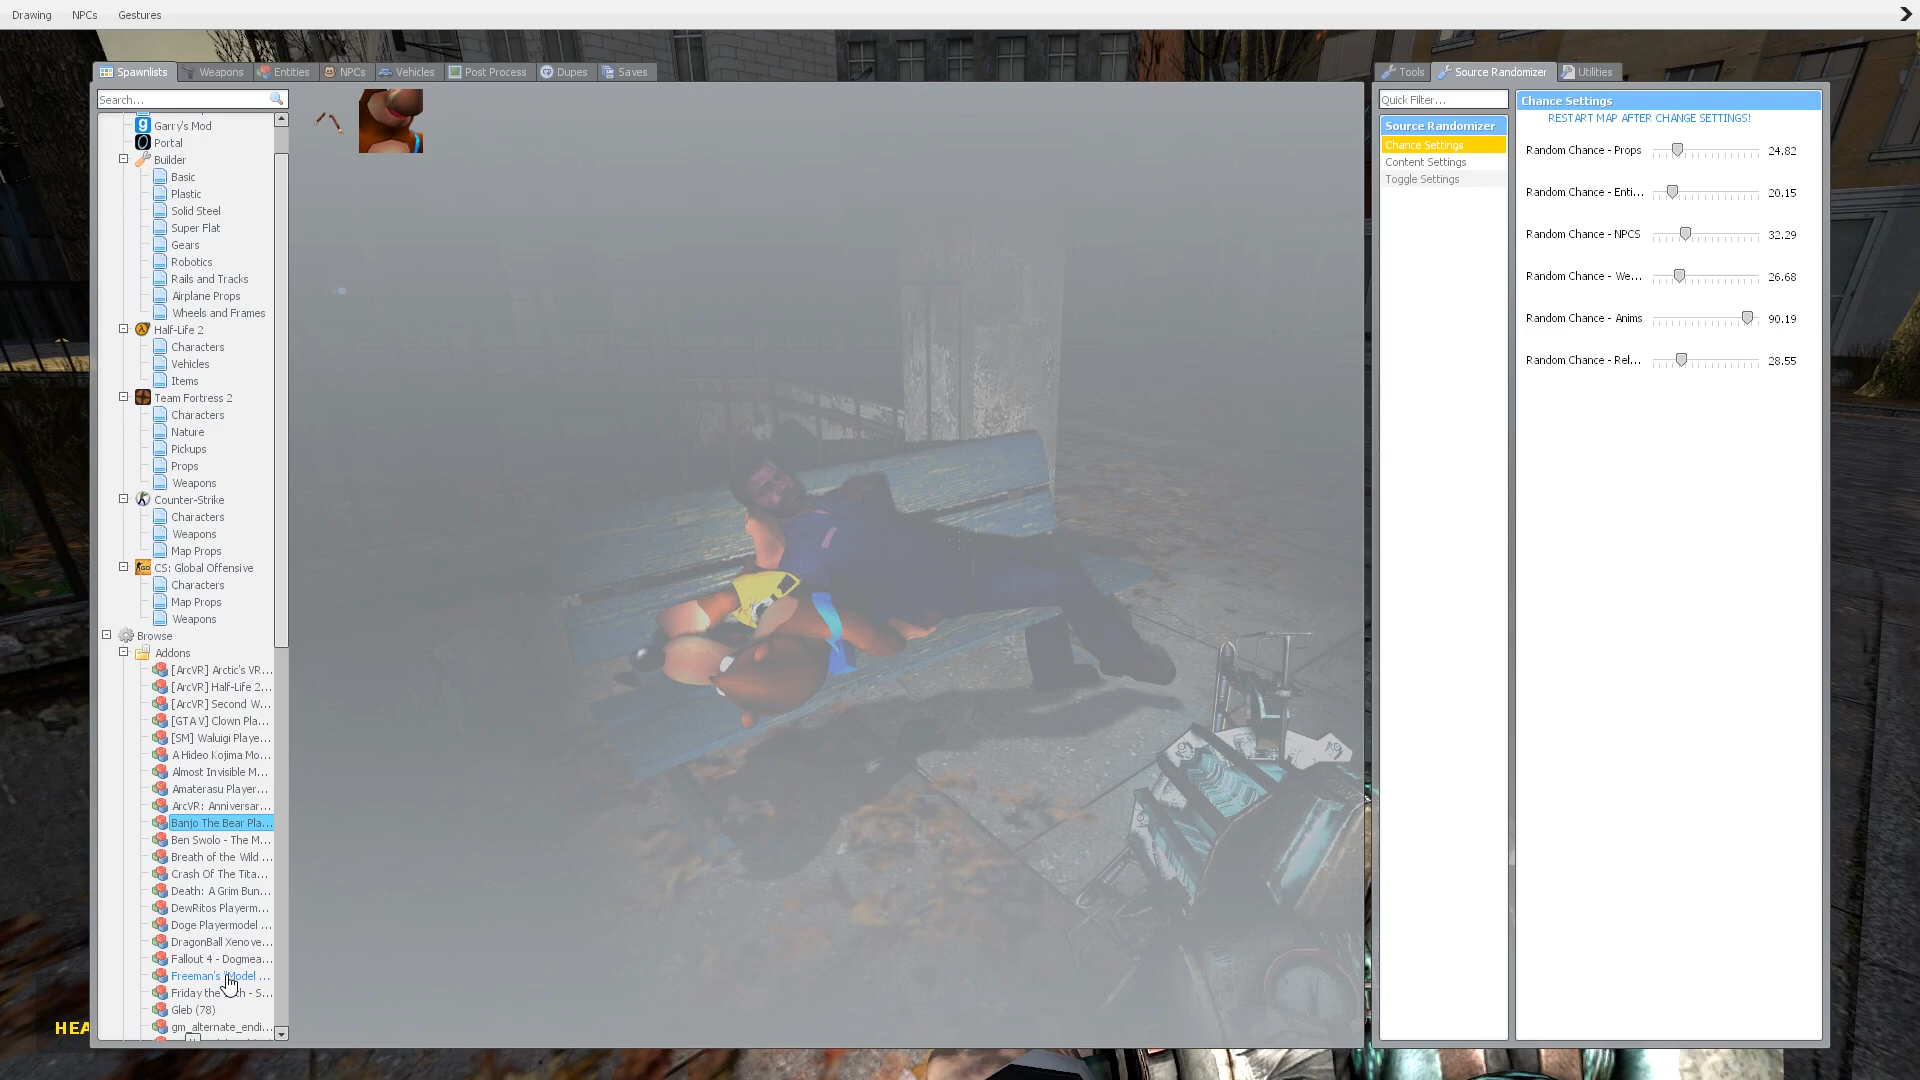 Drawing NPCs Gestures
Spawnlists Weapons Entities NPCs Vehicles Post Process Dupes Saves
Tools Source Randomizer Utilities
Search...
Garry's Mod
Portal
Builder
Basic
Plastic
Solid Steel
Super Flat
Gears
Robotics
Rails and Tracks
Airplane Props
Wheels and Frames
Half-Life 2
Characters
Vehicles
Items
Team Fortress 2
Characters
Nature
Pickups
Props
Weapons
Counter-Strike
Characters
Weapons
Map Props
CS: Global Offensive
Characters
Map Props
Weapons
Browse
Addons
[ArcVR] Arctic's VR...
[ArcVR] Half-Life 2...
[ArcVR] Second W...
[GTA V] Clown Pla...
[SM] Waluigi Playe...
A Hideo Kojima Mo...
Almost Invisible M...
Amaterasu Player...
ArcVR: Anniversar...
Banjo The Bear Pla...
Ben Swolo - The M...
Breath of the Wild ...
Crash Of The Tita...
Death: A Grim Bun...
DewRitos Playerm...
Doge Playermodel ...
DragonBall Xenove...
Fallout 4 - Dogmea...
Freeman's "Model ...
Friday the - S...
Gleb (78)
gm_alternate_endi...
HEA
Quick Filter...
Source Randomizer
Chance Settings
Content Settings
Toggle Settings
Chance Settings
RESTART MAP AFTER CHANGE SETTINGS!
Random Chance - Props 24.82
Random Chance - Enti... 20.15
Random Chance - NPCS 32.29
Random Chance - We... 26.68
Random Chance - Anims 90.19
Random Chance - Rel... 28.55